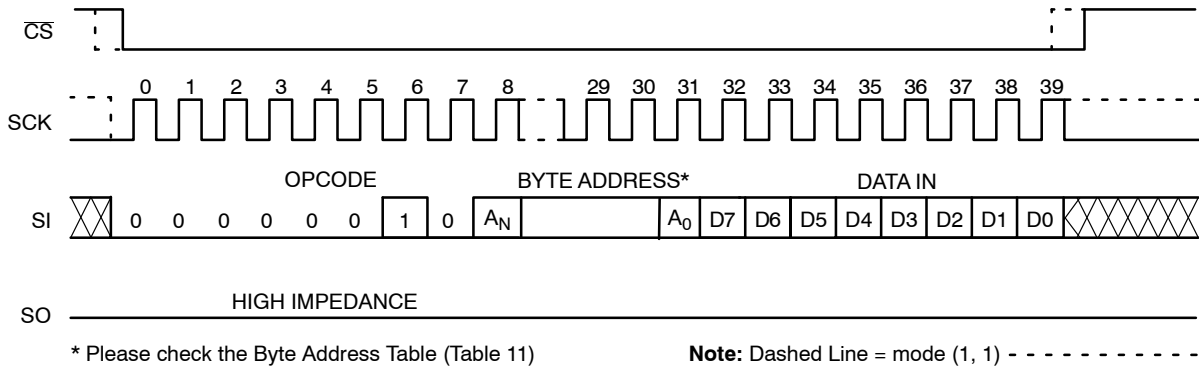 CS
0 1 2 3 4 5 6 7 8 29 30 31 32 33 34 35 36 37 38 39
SCK
OPCODE BYTE ADDRESS* DATA IN
SI 0 0 0 0 0 0 1 0 AN A0 D7 D6 D5 D4 D3 D2 D1 D0
HIGH IMPEDANCE
SO
* Please check the Byte Address Table (Table 11) Note: Dashed Line = mode (1, 1)